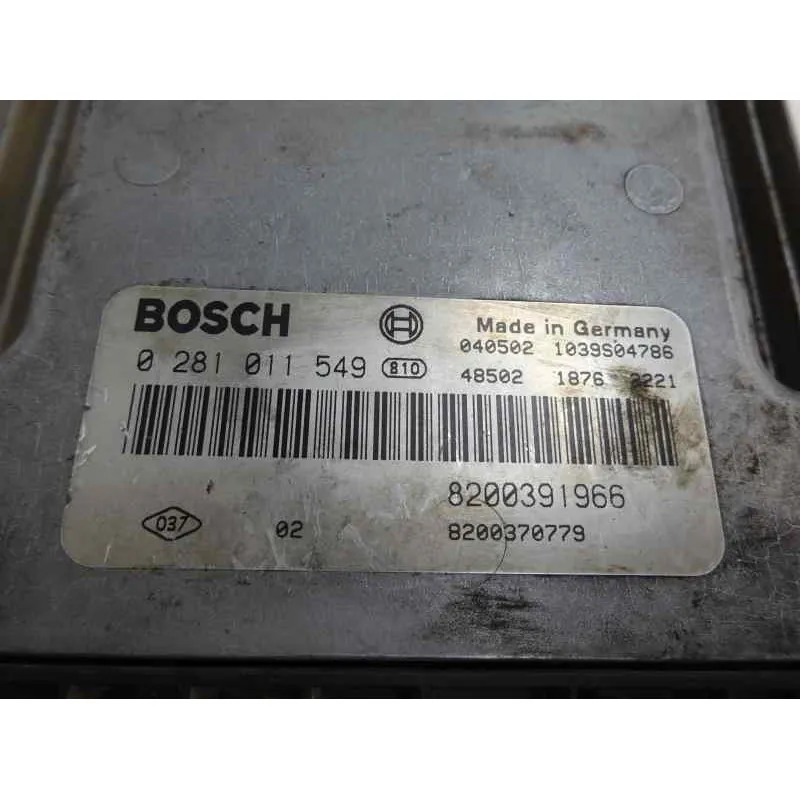 BOSCH
Made in Germany
040502 1039S04786
0 281 011 549 810
48502 1876 2221
8200391966
037 02 8200370779